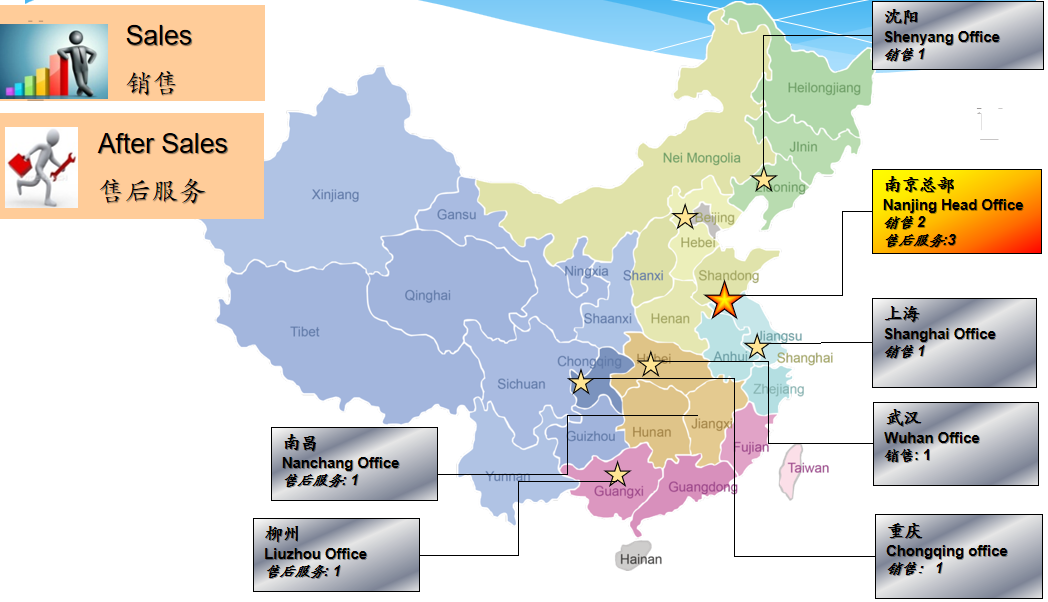 Sales
销售
After Sales
售后服务
沈阳
Shenyang Office
销售 1
南京总部
Nanjing Head Office
销售 2
售后服务:3
上海
Shanghai Office
销售 1
武汉
Wuhan Office
销售: 1
重庆
Chongqing office
销售: 1
南昌
Nanchang Office
售后服务: 1
柳州
Liuzhou Office
售后服务: 1
Heilongjiang
JInin
Nei Mongolia
Xinjiang
Gansu
Beijing
Hebei
Ningxia
Shanxi
Shandong
Qinghai
Shaanxi
Henan
Tibet
Jiangsu
Anhui
Shanghai
Chongqing
Sichuan
Zhejiang
Guizhou
Hunan
Jiangxi
Fujian
Yunnan
Guangxi
Guangdong
Taiwan
Hainan